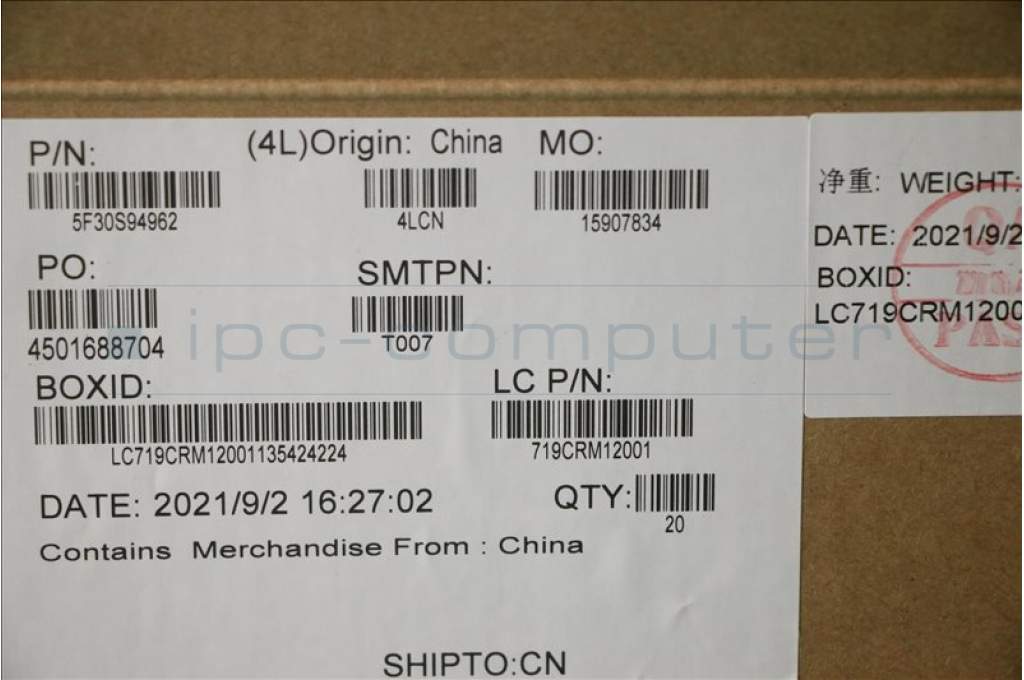 P/N:
5F30S94962
(4L)Origin: China
4LCN
MO:
15907834
PO:
4501688704
SMTPN:
T007
BOXID:
LC719CRM12001135424224
LC P/N:
719CRM12001
DATE: 2021/9/2 16:27:02
QTY:
20
Contains Merchandise From : China
SHIPTO:CN
净重: WEIGHT:
DATE: 2021/9/2
BOXID:
LC719CRM1200
ipc-computer